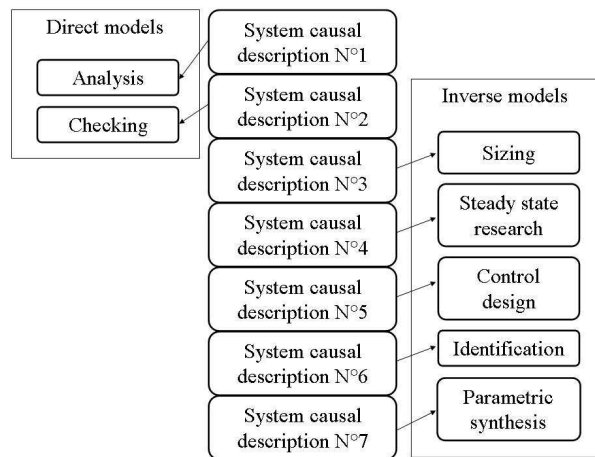 Direct models
Analysis
Checking
System causal
description N°1
System causal
description N°2
System causal
description N°3
System causal
description N°4
System causal
description N°5
System causal
description N°6
System causal
description N°7
Inverse models
Sizing
Steady state
research
Control
design
Identification
Parametric
synthesis